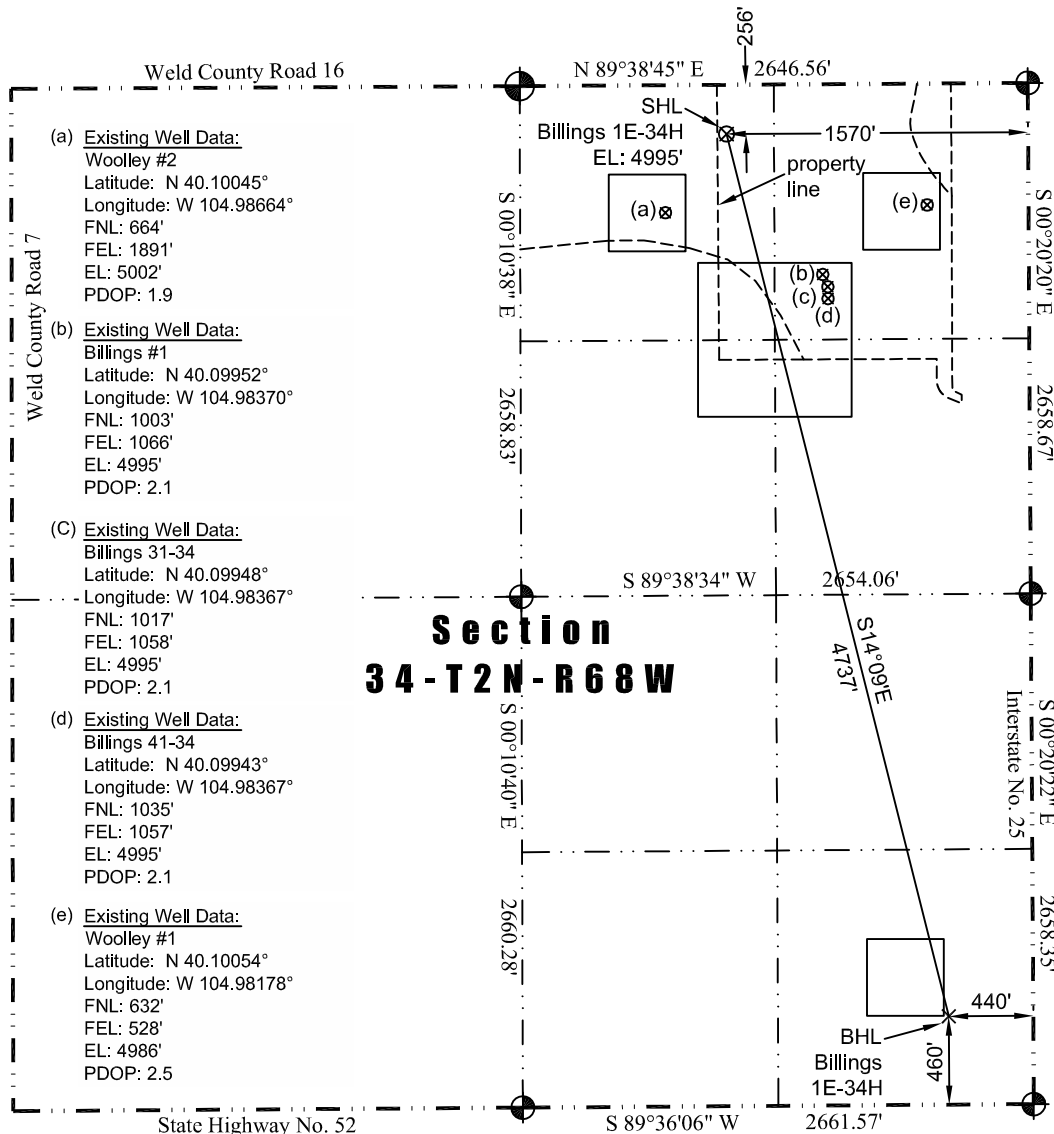 256'
Weld County Road 16
N 89°38'45" E 2646.56'
SHL
Billings 1E-34H
EL: 4995'
1570'
property
line
(a)
(e)
(b)
(c)
(d)
Weld County Road 7
(a) Existing Well Data:
Woolley #2
Latitude: N 40.10045°
Longitude: W 104.98664°
FNL: 664'
FEL: 1891'
EL: 5002'
PDOP: 1.9
(b) Existing Well Data:
Billings #1
Latitude: N 40.09952°
Longitude: W 104.98370°
FNL: 1003'
FEL: 1066'
EL: 4995'
PDOP: 2.1
(C) Existing Well Data:
Billings 31-34
Latitude: N 40.09948°
Longitude: W 104.98367°
FNL: 1017'
FEL: 1058'
EL: 4995'
PDOP: 2.1
(d) Existing Well Data:
Billings 41-34
Latitude: N 40.09943°
Longitude: W 104.98367°
FNL: 1035'
FEL: 1057'
EL: 4995'
PDOP: 2.1
(e) Existing Well Data:
Woolley #1
Latitude: N 40.10054°
Longitude: W 104.98178°
FNL: 632'
FEL: 528'
EL: 4986'
PDOP: 2.5
S 00°10'38" E
2658.83'
S 00°20'20" E
2658.67'
S 89°38'34" W 2654.06'
Section
34-T2N-R68W
S14°09'E
4737'
S 00°10'40" E
2660.28'
Interstate No. 25
S 00°20'22" E
2658.35'
440'
BHL
Billings
1E-34H
460'
State Highway No. 52
S 89°36'06" W 2661.57'